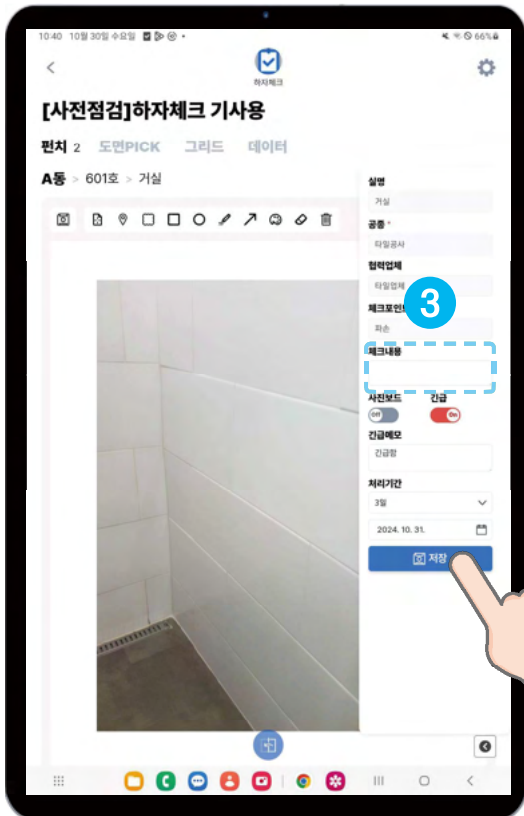 10:40 10월 30일 수요일
66%
하자체크
[사전점검]하자체크 기사용
펀치 2 도면PICK 그리드 데이터
A동 > 601호 > 거실
실명
거실
공종 *
타일공사
협력업체
타일업체
체크포인트
3
파손
체크내용
사진보드 긴급
Off On
긴급메모
긴급함
처리기간
3일
2024. 10. 31.
저장